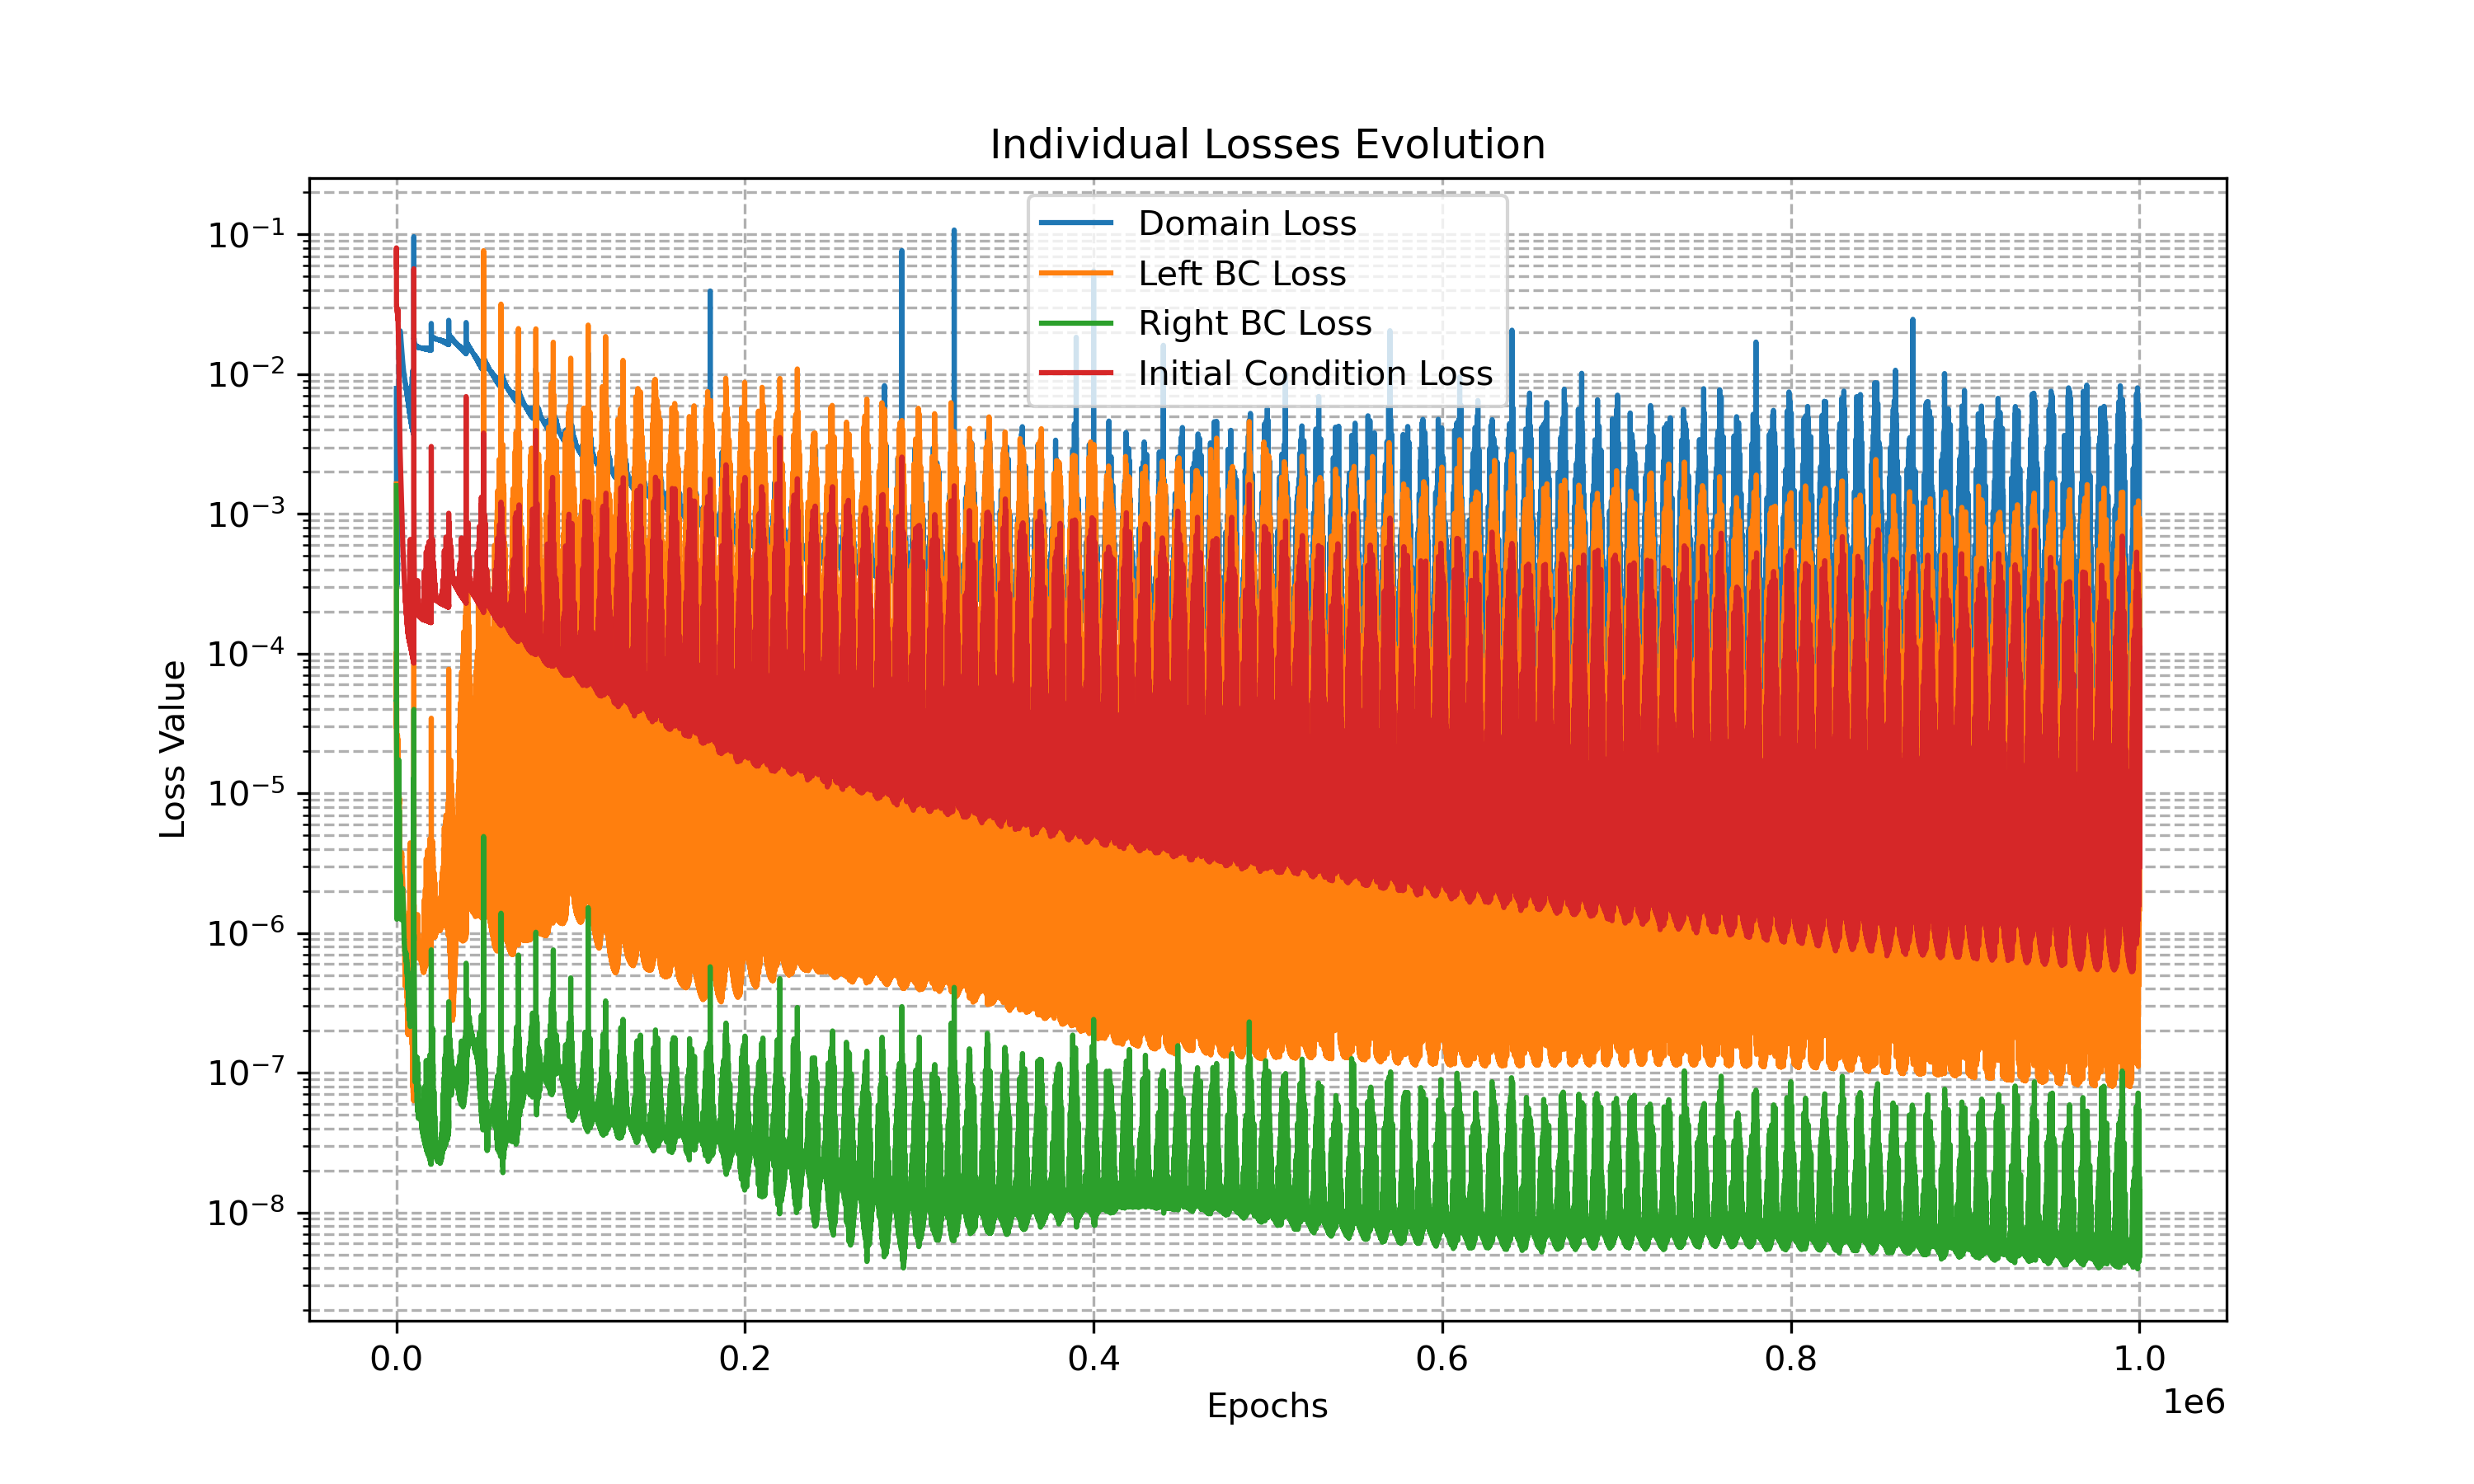 Individual Losses Evolution
Domain Loss
Left BC Loss
Right BC Loss
Initial Condition Loss
Loss Value
10⁻¹
10⁻²
10⁻³
10⁻⁴
10⁻⁵
10⁻⁶
10⁻⁷
10⁻⁸
0.0 0.2 0.4 0.6 0.8 1.0
1e6
Epochs